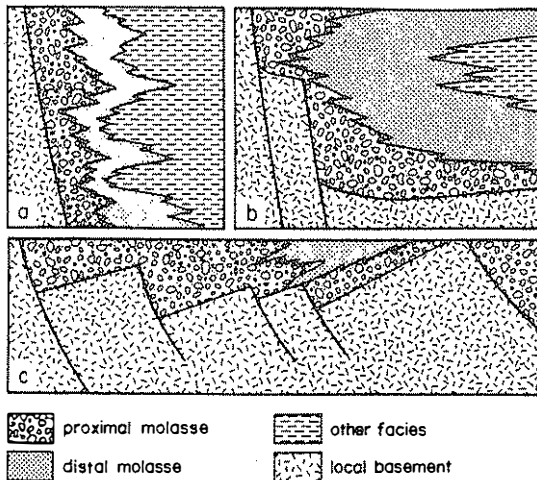 a
b
c
proximal molasse
other facies
distal molasse
local basement